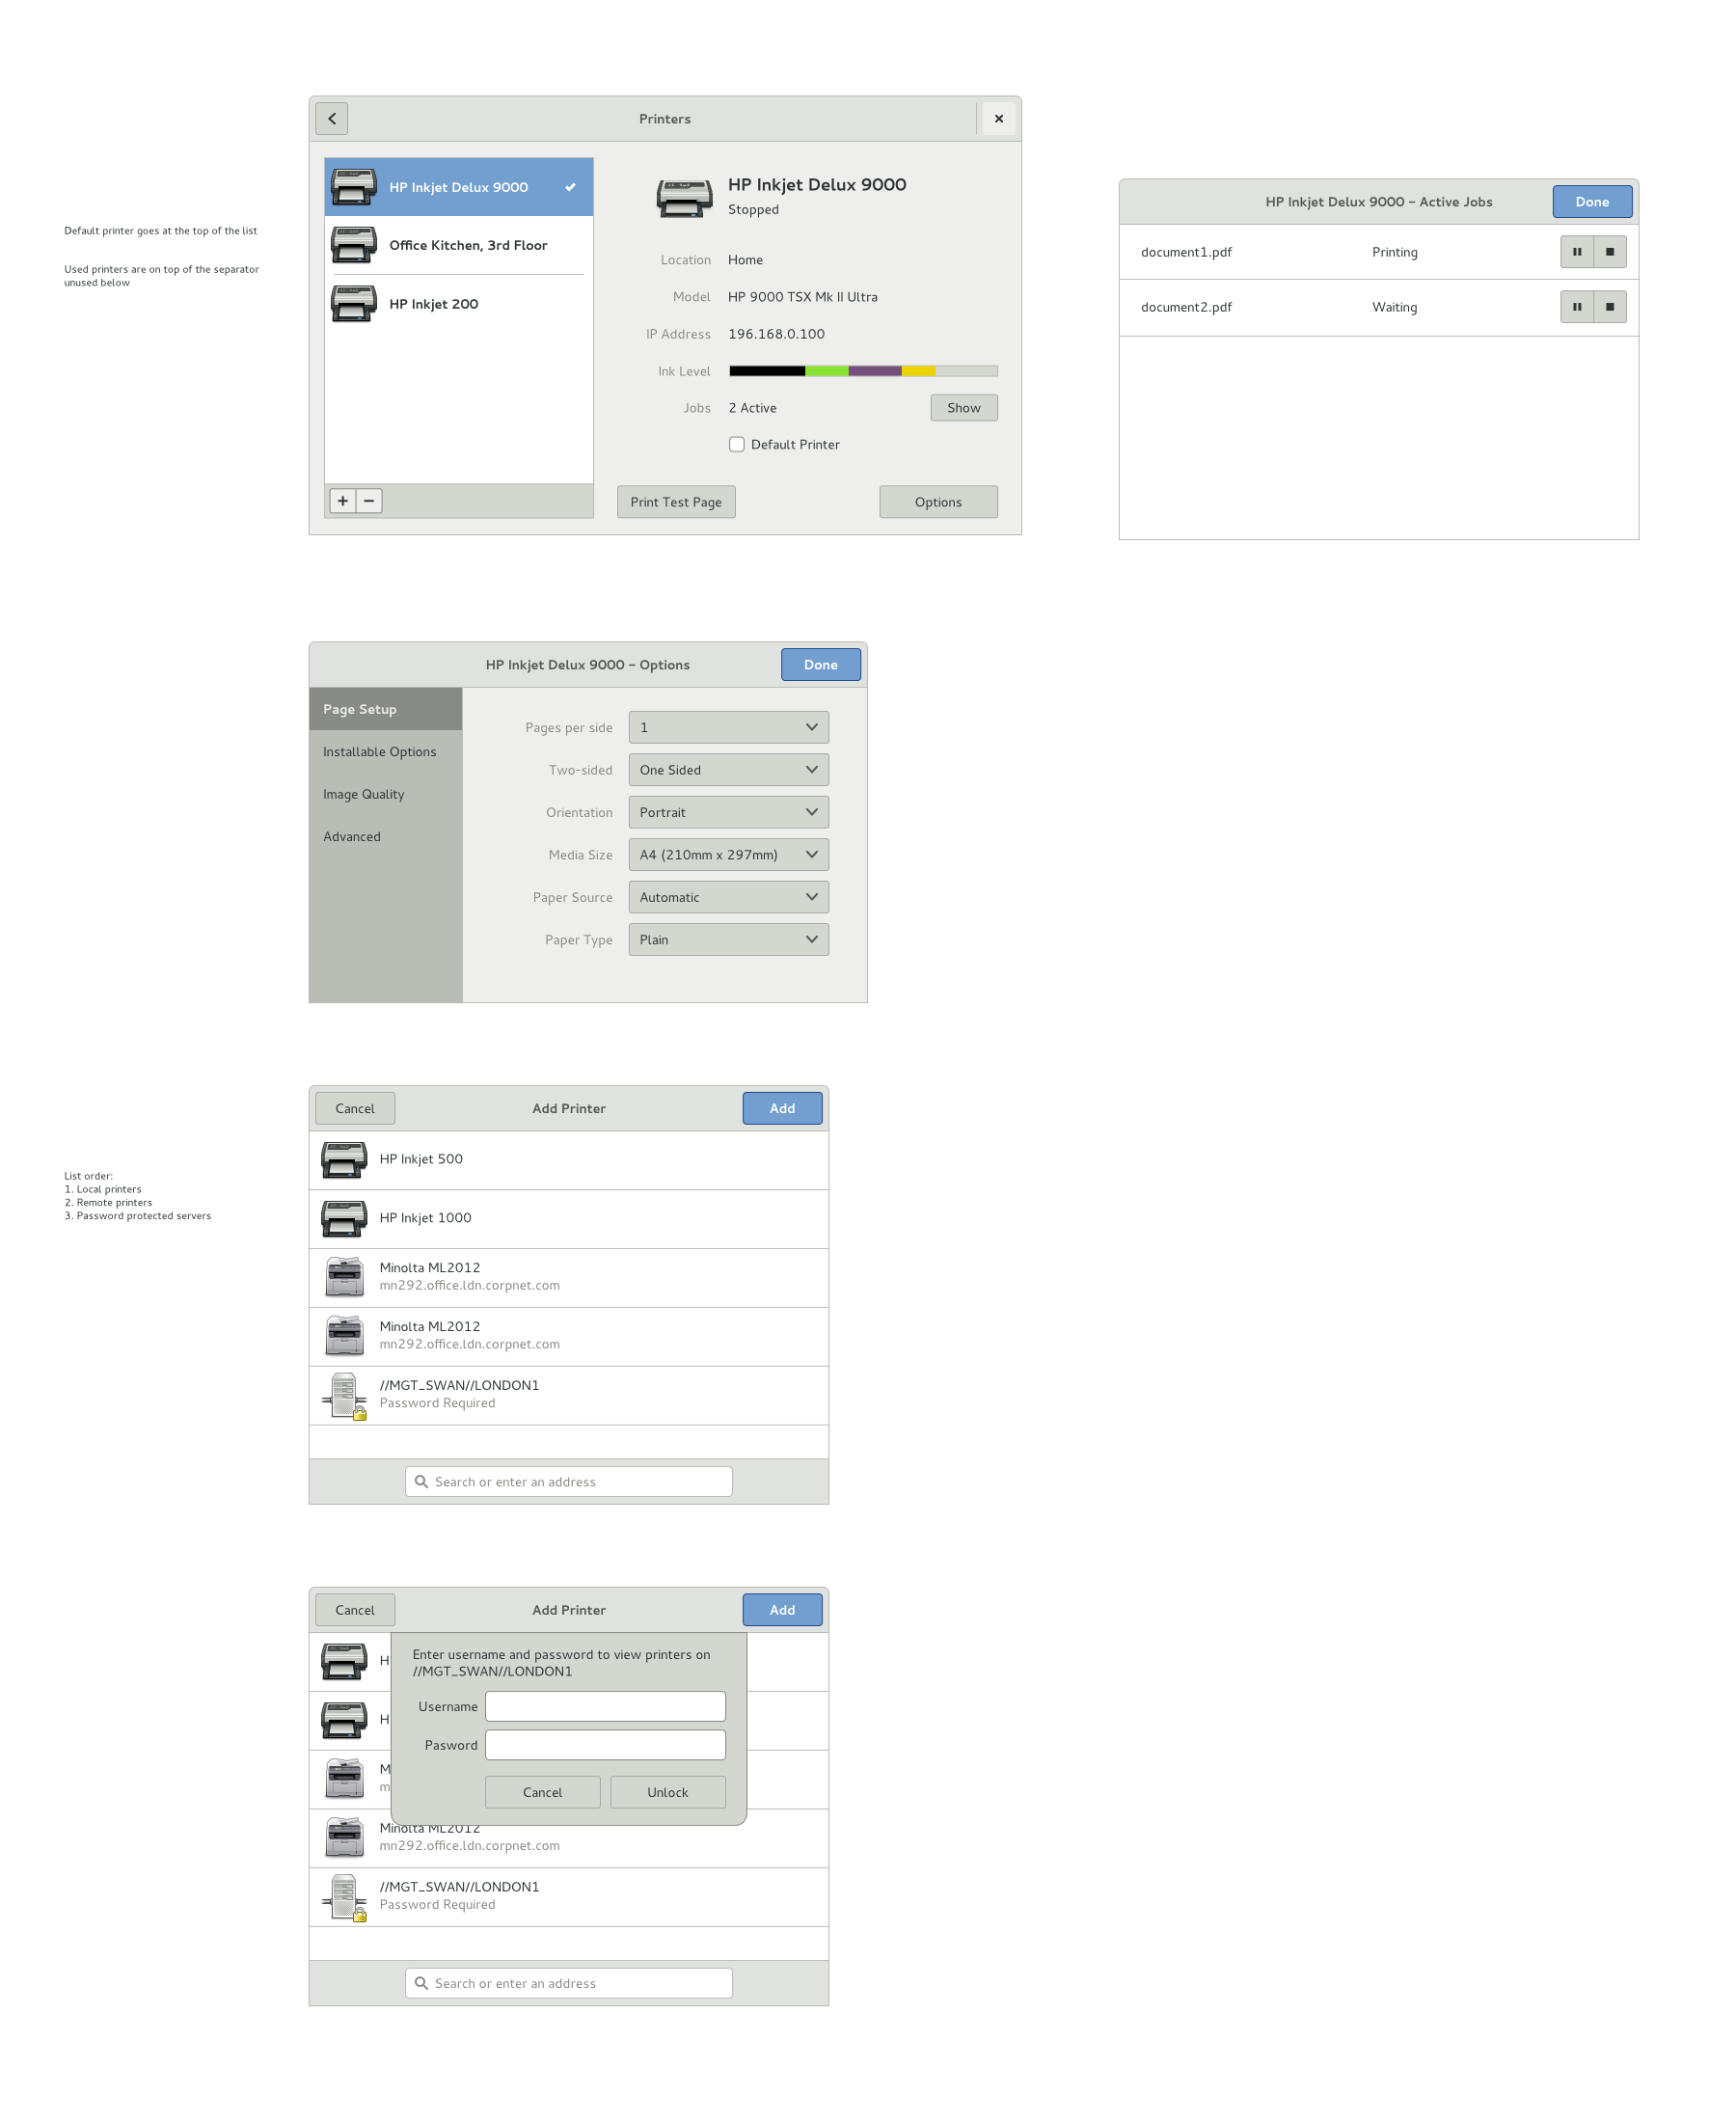 Printers
HP Inkjet Delux 9000
Office Kitchen, 3rd Floor
HP Inkjet 200
HP Inkjet Delux 9000
Stopped
Location Home
Model HP 9000 TSX Mk II Ultra
IP Address 196.168.0.100
Ink Level
Jobs 2 Active Show
Default Printer
Print Test Page Options
Default printer goes at the top of the list
Used printers are on top of the separator
unused below
HP Inkjet Delux 9000 – Active Jobs Done
document1.pdf Printing
document2.pdf Waiting
HP Inkjet Delux 9000 – Options Done
Page Setup
Installable Options
Image Quality
Advanced
Pages per side 1
Two-sided One Sided
Orientation Portrait
Media Size A4 (210mm x 297mm)
Paper Source Automatic
Paper Type Plain
List order:
1. Local printers
2. Remote printers
3. Password protected servers
Cancel Add Printer Add
HP Inkjet 500
HP Inkjet 1000
Minolta ML2012
mn292.office.ldn.corpnet.com
Minolta ML2012
mn292.office.ldn.corpnet.com
//MGT_SWAN//LONDON1
Password Required
Search or enter an address
Cancel Add Printer Add
H
H
M
mn
Enter username and password to view printers on
//MGT_SWAN//LONDON1
Username
Pasword
Cancel Unlock
Minolta ML2012
mn292.office.ldn.corpnet.com
//MGT_SWAN//LONDON1
Password Required
Search or enter an address